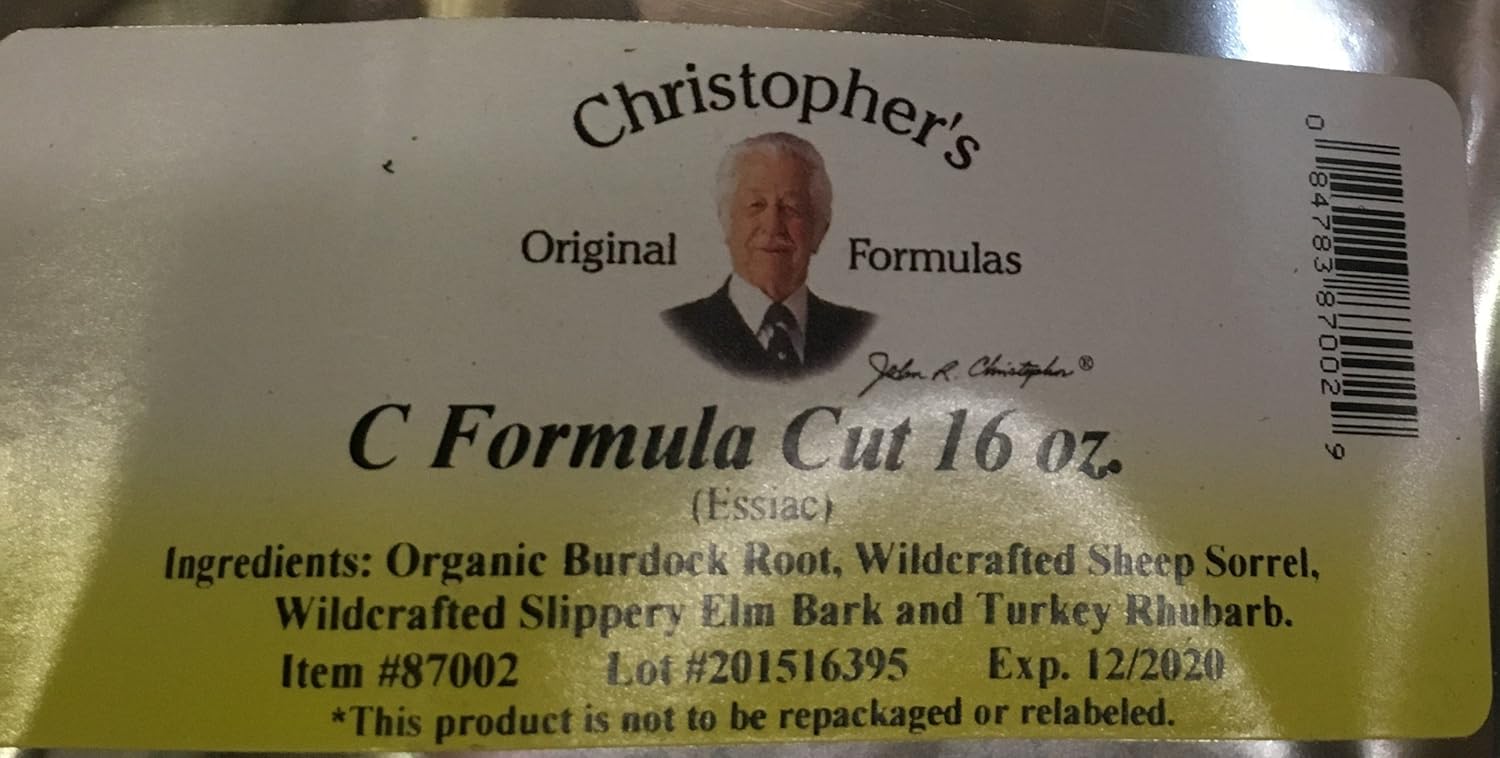 Christopher's
Original Formulas
John R. Christopher®
C Formula Cut 16 oz.
(Essiac)
Ingredients: Organic Burdock Root, Wildcrafted Sheep Sorrel,
Wildcrafted Slippery Elm Bark and Turkey Rhubarb.
Item #87002 Lot #201516395 Exp. 12/2020
*This product is not to be repackaged or relabeled.
0 84783 87002 9